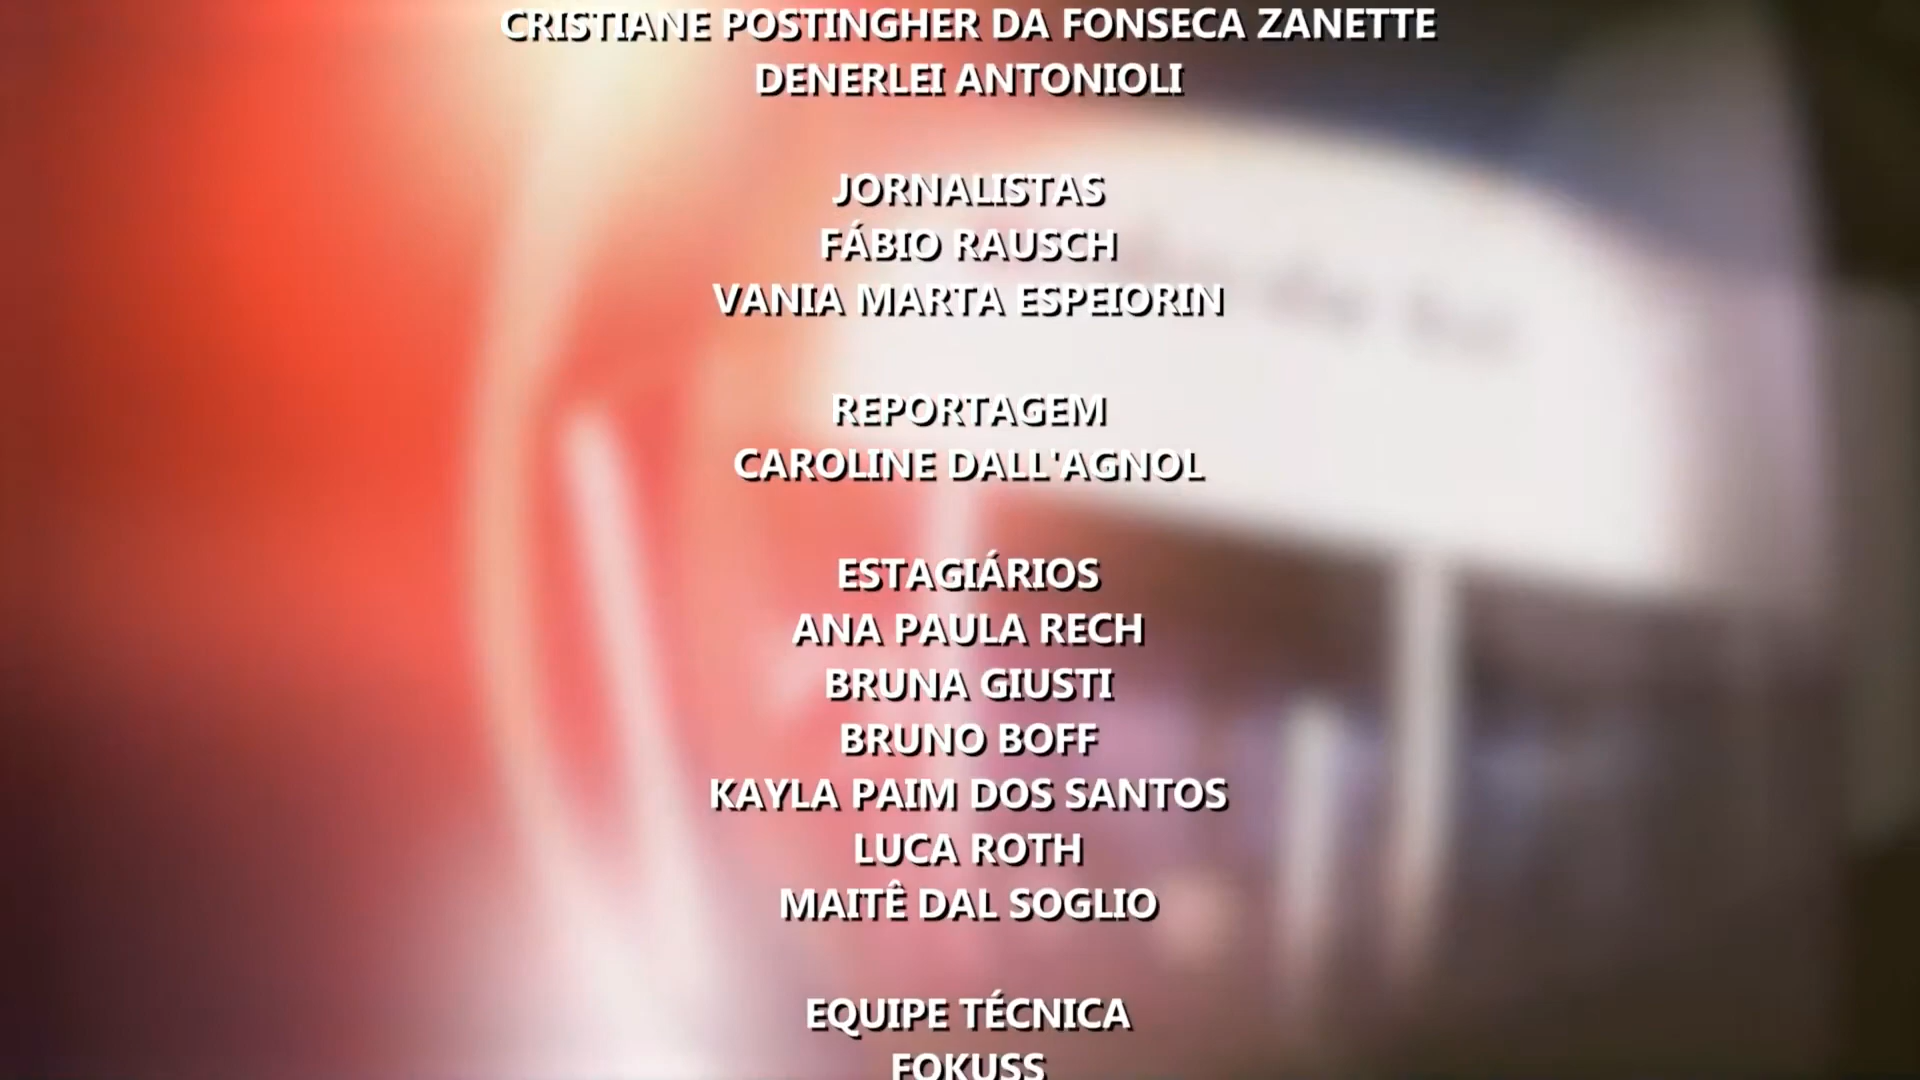 CRISTIANE POSTINGHER DA FONSECA ZANETTE
DENERLEI ANTONIOLI
JORNALISTAS
FÁBIO RAUSCH
VANIA MARTA ESPEIORIN
REPORTAGEM
CAROLINE DALL'AGNOL
ESTAGIÁRIOS
ANA PAULA RECH
BRUNA GIUSTI
BRUNO BOFF
KAYLA PAIM DOS SANTOS
LUCA ROTH
MAITÊ DAL SOGLIO
EQUIPE TÉCNICA
FOKUSS